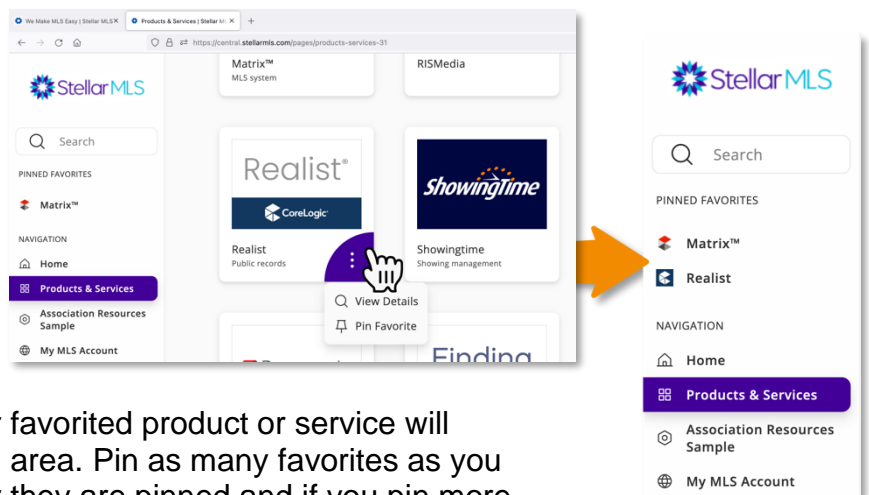 We Make MLS Easy | Stellar MLS X
Products & Services | Stellar ML X
+
https://central.stellarmls.com/pages/products-services-31
Stellar MLS
Search
PINNED FAVORITES
Matrix™
NAVIGATION
Home
Products & Services
Association Resources
Sample
My MLS Account
Matrix™
MLS system
RISMedia
Realist®
CoreLogic
Realist
Public records
ShowingTime
Showingtime
Showing management
View Details
Pin Favorite
Finding
Stellar MLS
Search
PINNED FAVORITES
Matrix™
Realist
NAVIGATION
Home
Products & Services
Association Resources
Sample
My MLS Account
favorited product or service will
area. Pin as many favorites as you
they are pinned and if you pin more